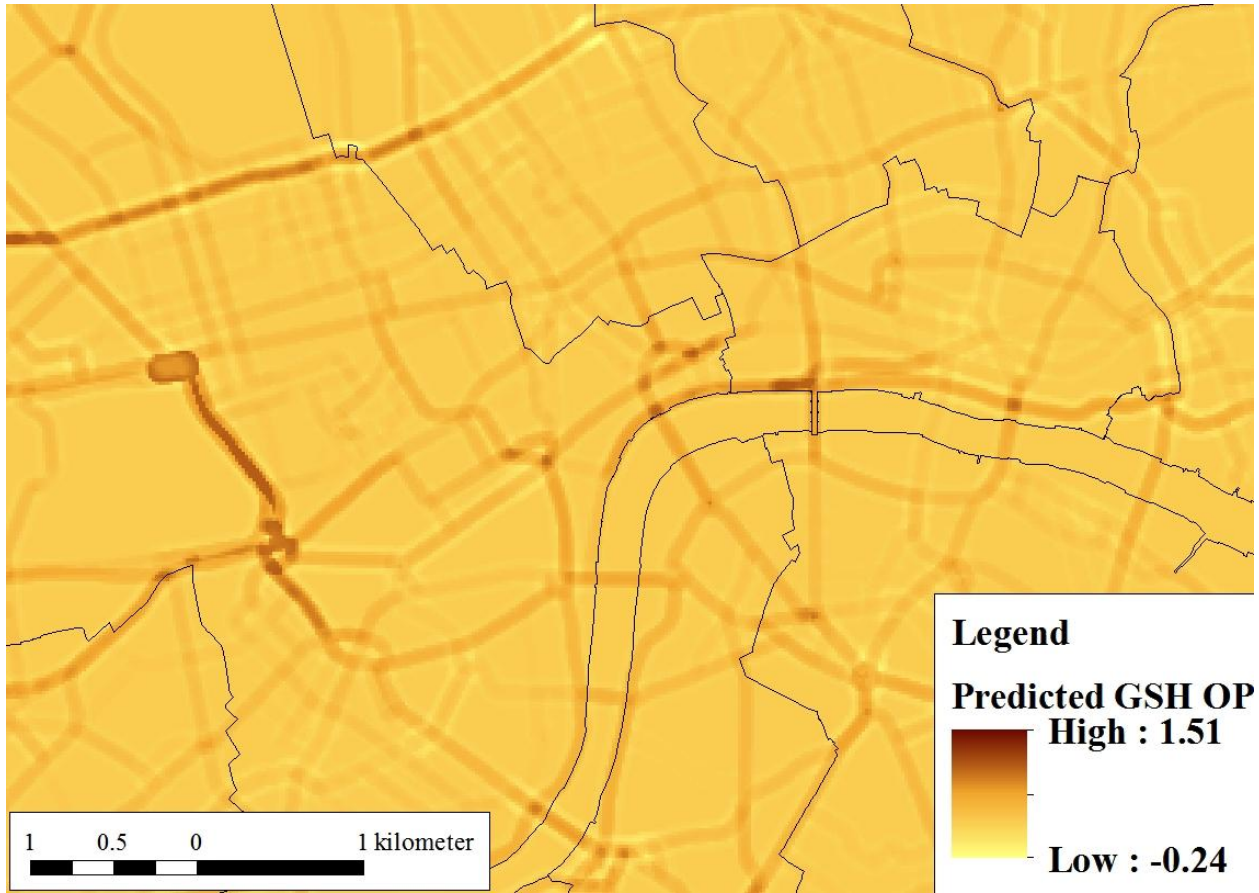 Legend
Predicted GSH OP
High : 1.51
Low : -0.24
1 0.5 0 1 kilometer